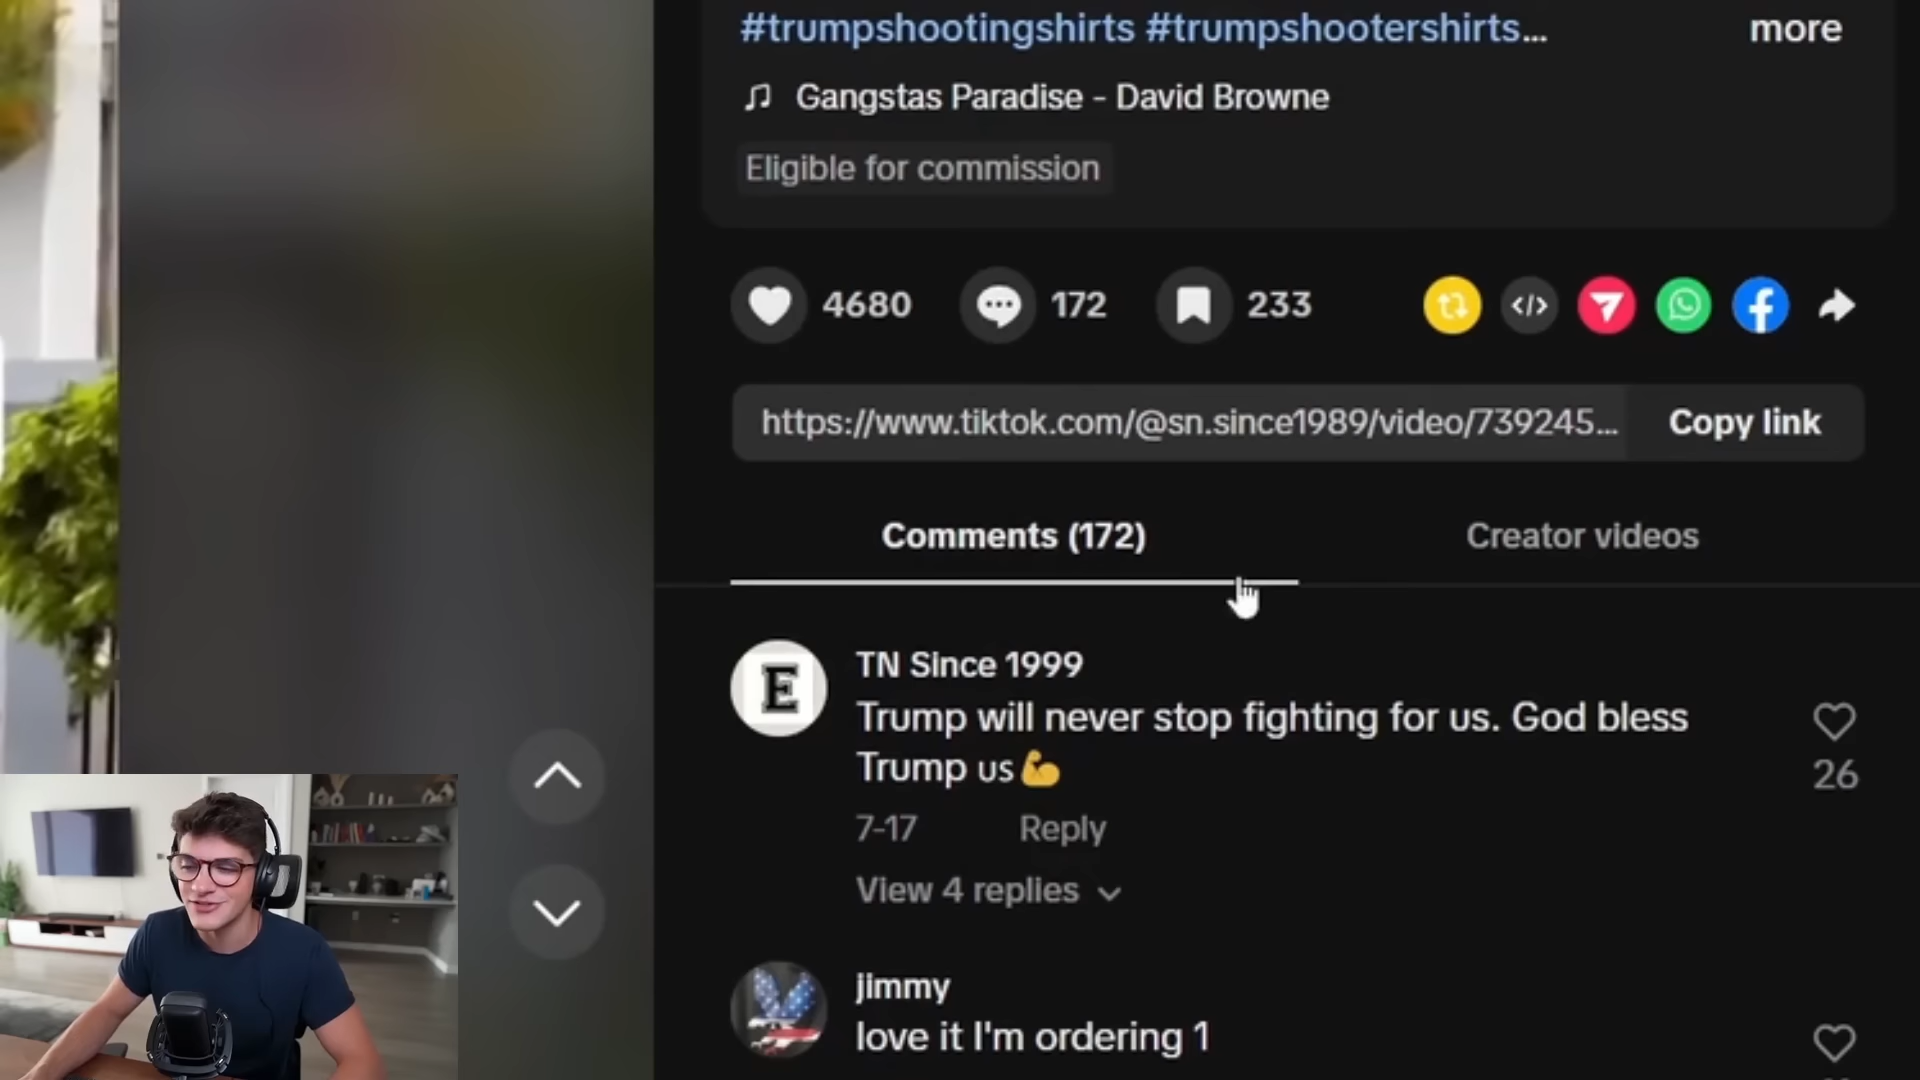 #trumpshootingshirts #trumpshootershirts... more
Gangstas Paradise - David Browne
Eligible for commission
4680 172 233
https://www.tiktok.com/@sn.since1989/video/739245... Copy link
Comments (172) Creator videos
E
TN Since 1999
Trump will never stop fighting for us. God bless
Trump us💪
26
7-17 Reply
View 4 replies
jimmy
love it I'm ordering 1